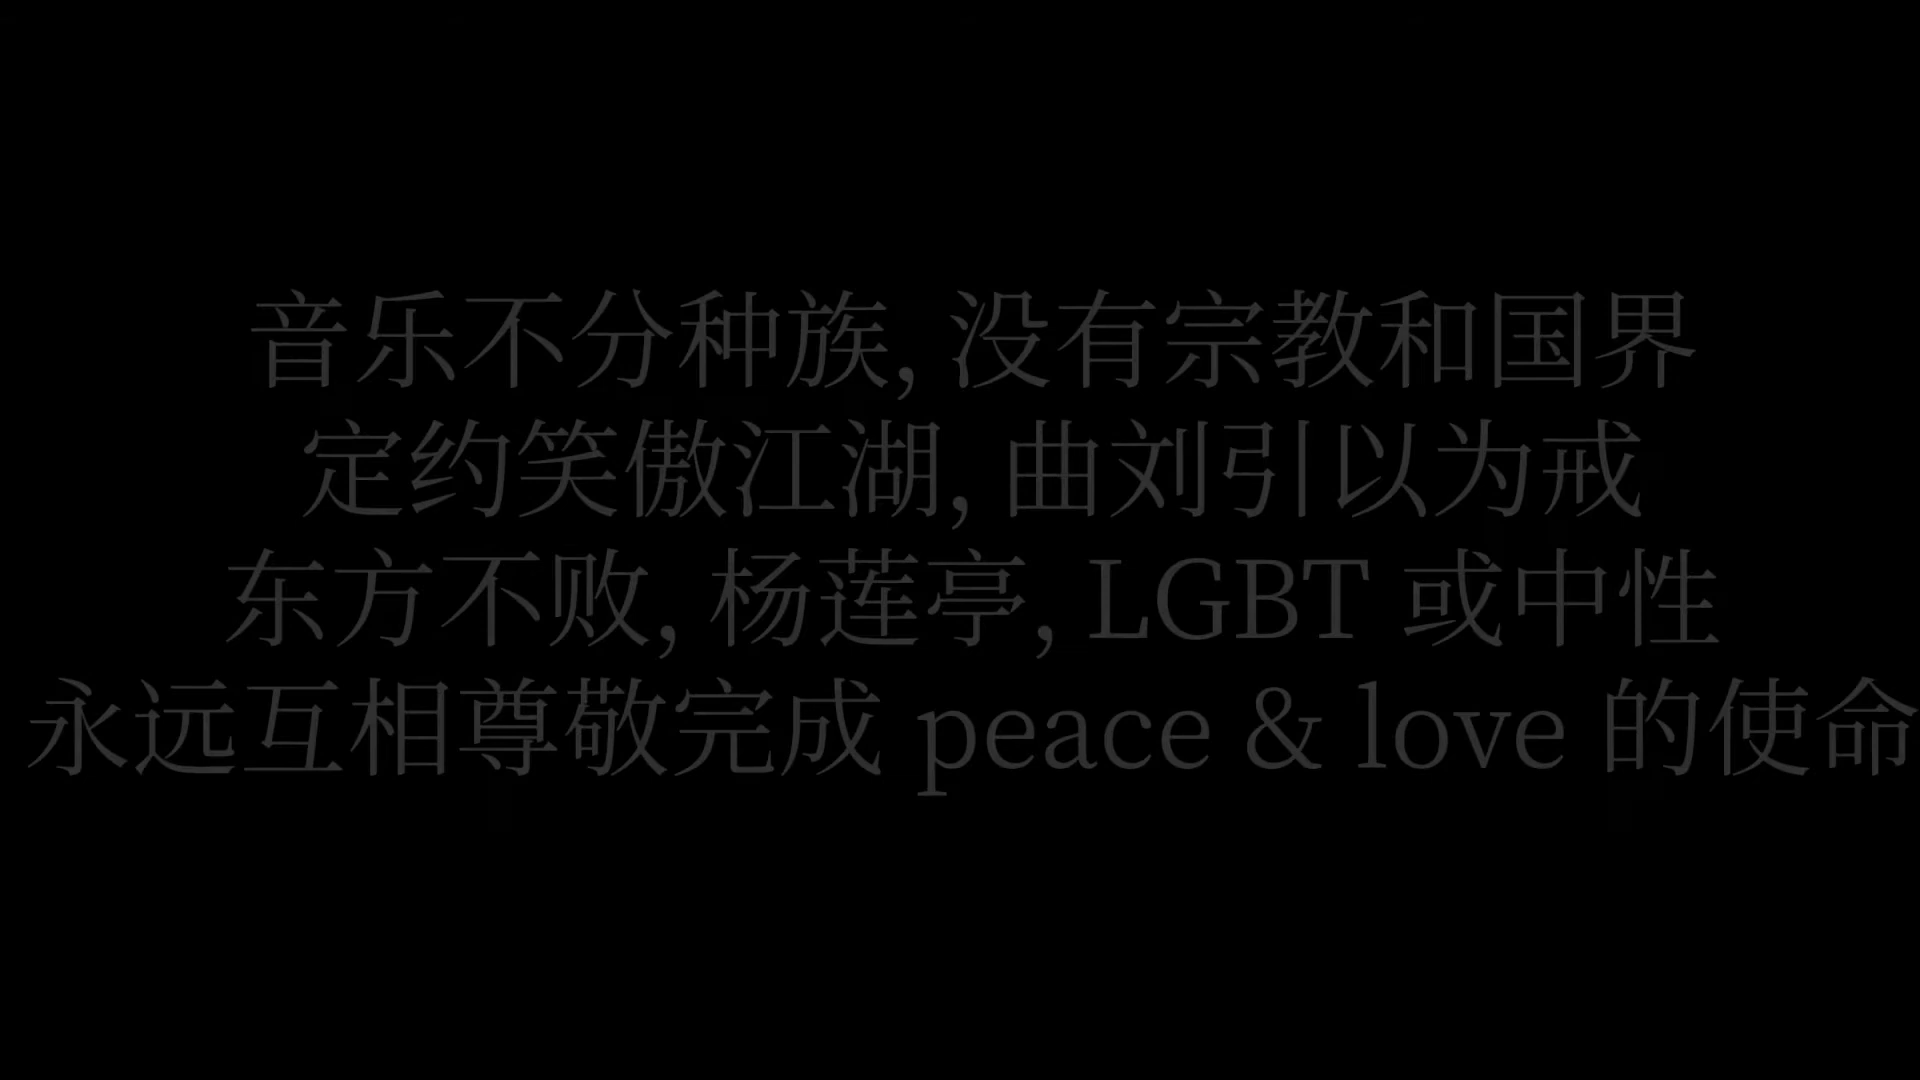 音乐不分种族, 没有宗教和国界
定约笑傲江湖, 曲刘引以为戒
东方不败, 杨莲亭, LGBT 或中性
永远互相尊敬完成 peace & love 的使命